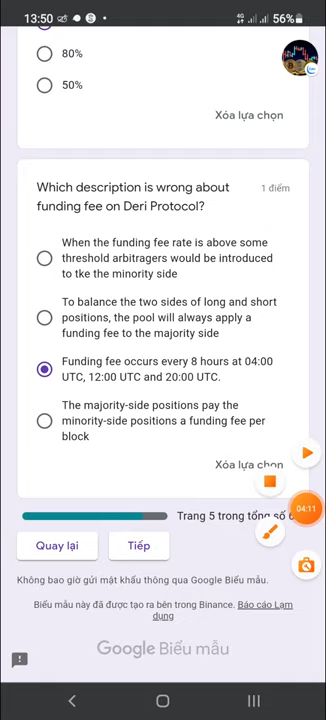 13:50
4G
56%
80%
50%
Xóa lựa chọn
Which description is wrong about
1 điểm
funding fee on Deri Protocol?
When the funding fee rate is above some
threshold arbitragers would be introduced
to tke the minority side
To balance the two sides of long and short
positions, the pool will always apply a
funding fee to the majority side
Funding fee occurs every 8 hours at 04:00
UTC, 12:00 UTC and 20:00 UTC.
The majority-side positions pay the
minority-side positions a funding fee per
block
Xóa lựa chọn
04:11
Trang 5 trong tổng số 6
Quay lại
Tiếp
Không bao giờ gửi mật khẩu thông qua Google Biểu mẫu.
Biểu mẫu này đã được tạo ra bên trong Binance. Báo cáo Lạm
dụng
Google Biểu mẫu